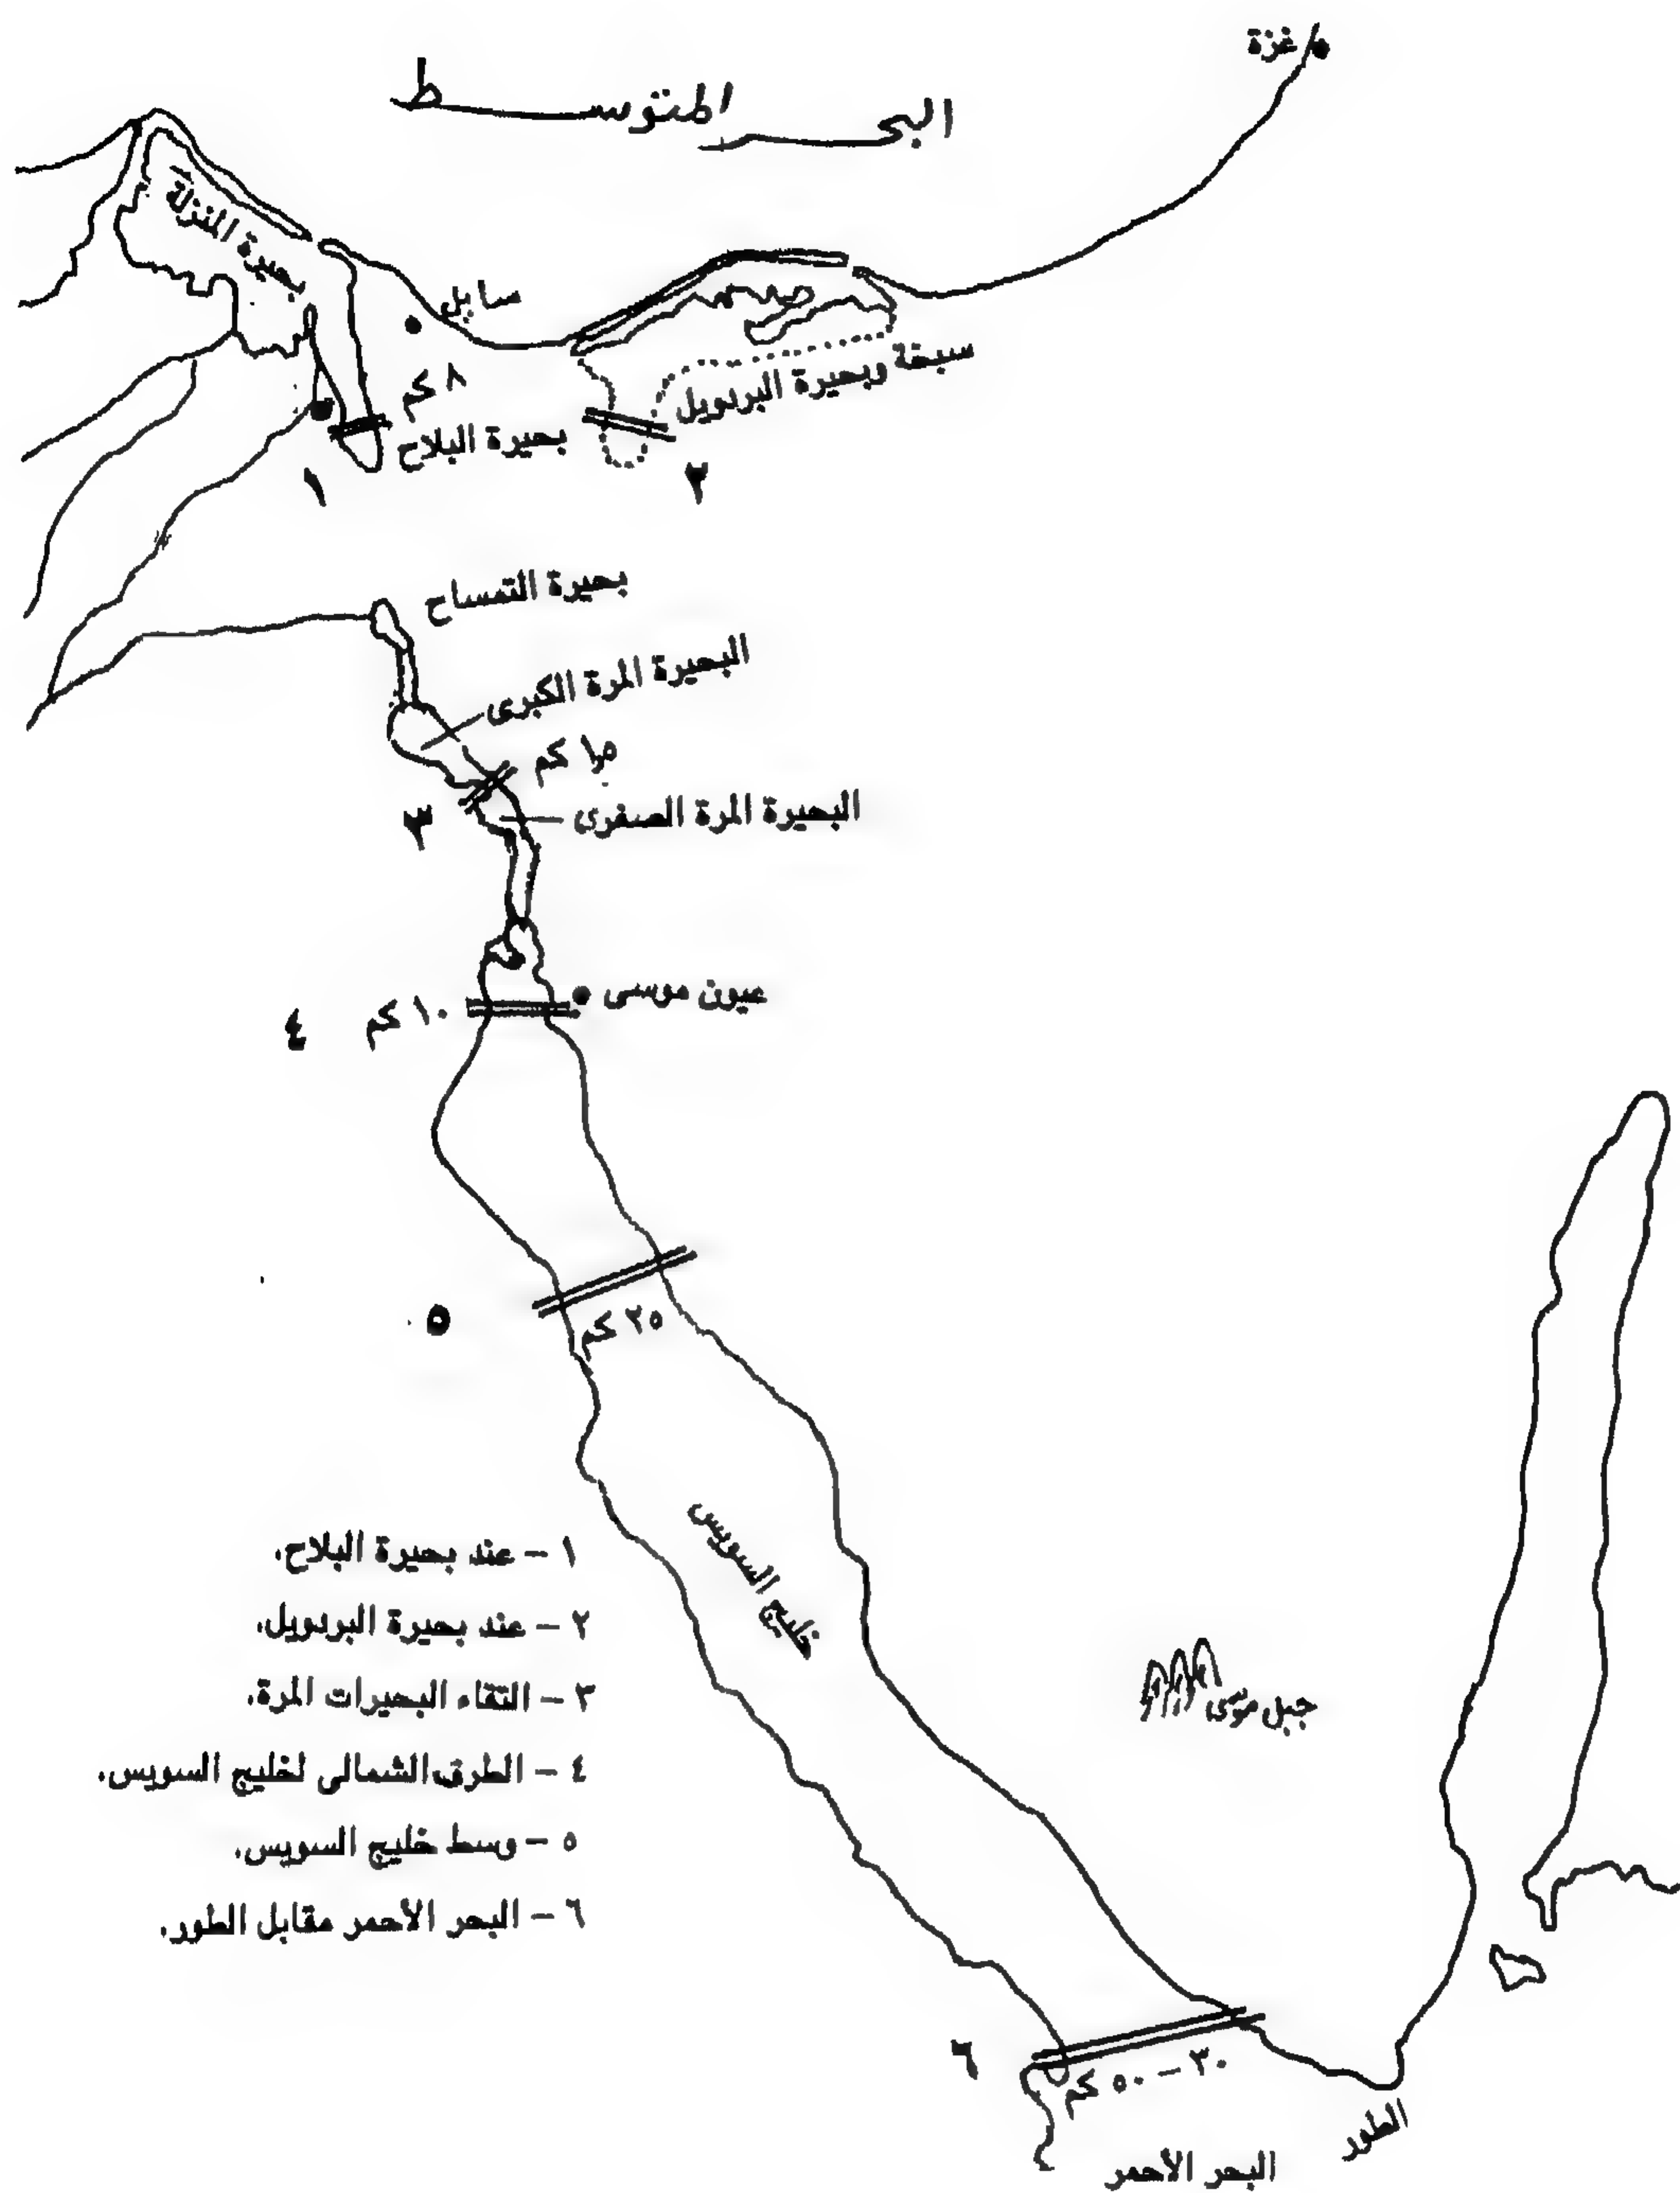 غزة
البحر المتوسط
بحيرة المنزلة
سابل
٨ كم
سبخة وبحيرة البردويل
بحيرة البلاح
١
٢
بحيرة التمساح
البحيرة المرة الكبرى
١٥ كم
البحيرة المرة الصغرى
٣
عيون موسى
١٠ كم
٤
٢٥ كم
٥
خليج السويس
١ – عند بحيرة البلاح.
٢ – عند بحيرة البردويل.
٣ – التقاء البحيرات المرة.
٤ – الطرف الشمالى لخليج السويس.
٥ – وسط خليج السويس.
٦ – البحر الأحمر مقابل الطور.
جبل موسى
٦
٣٠ – ٥٠ كم
الطور
البحر الأحمر